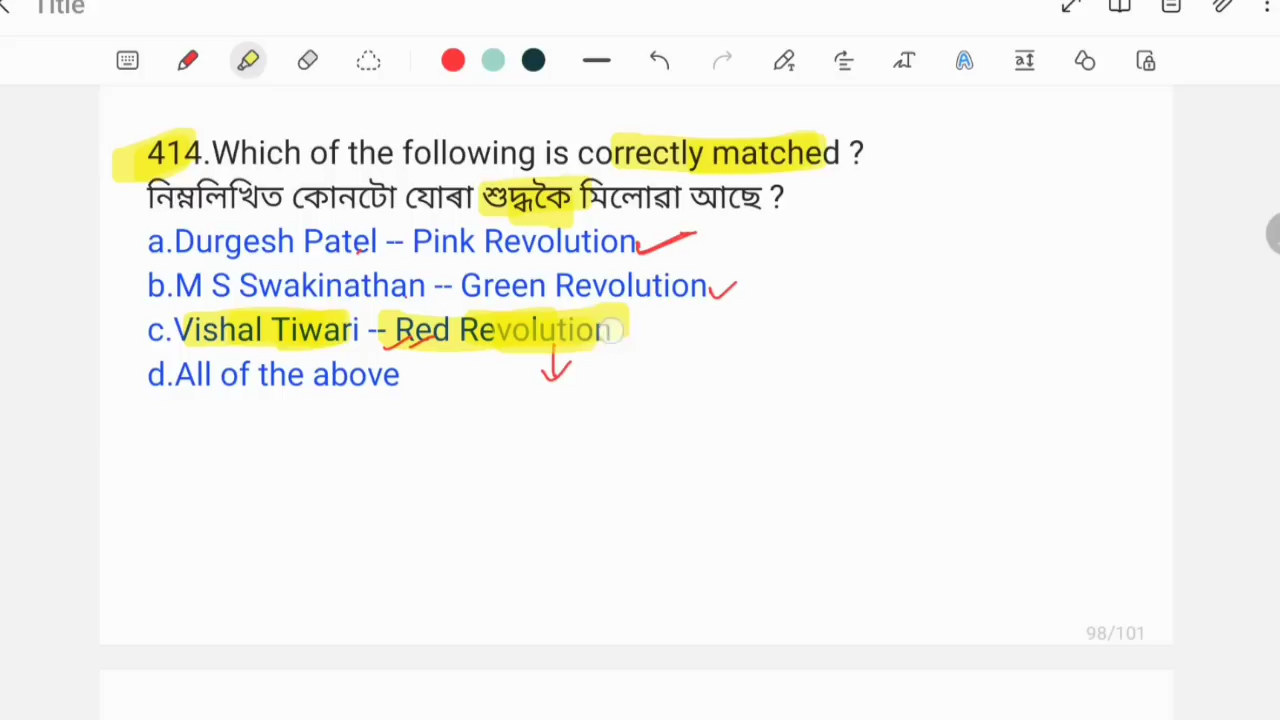 Title
414.Which of the following is correctly matched ?
নিম্নলিখিত কোনটো যোৰা শুদ্ধকৈ মিলোৱা আছে ?
a.Durgesh Patel -- Pink Revolution
b.M S Swakinathan -- Green Revolution
c.Vishal Tiwari -- Red Revolution
d.All of the above
98/101